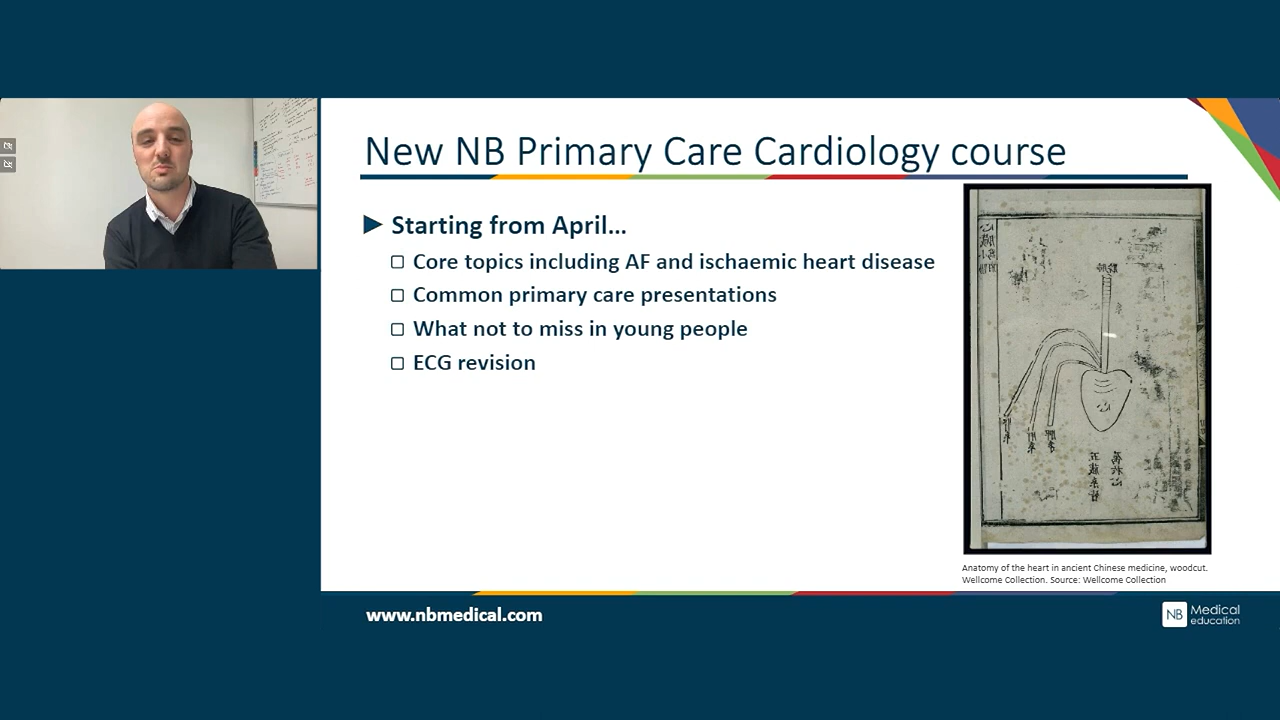 New NB Primary Care Cardiology course
Starting from April...
Core topics including AF and ischaemic heart disease
Common primary care presentations
What not to miss in young people
ECG revision
Anatomy of the heart in ancient Chinese medicine, woodcut.
Wellcome Collection. Source: Wellcome Collection
www.nbmedical.com
NB Medical
education